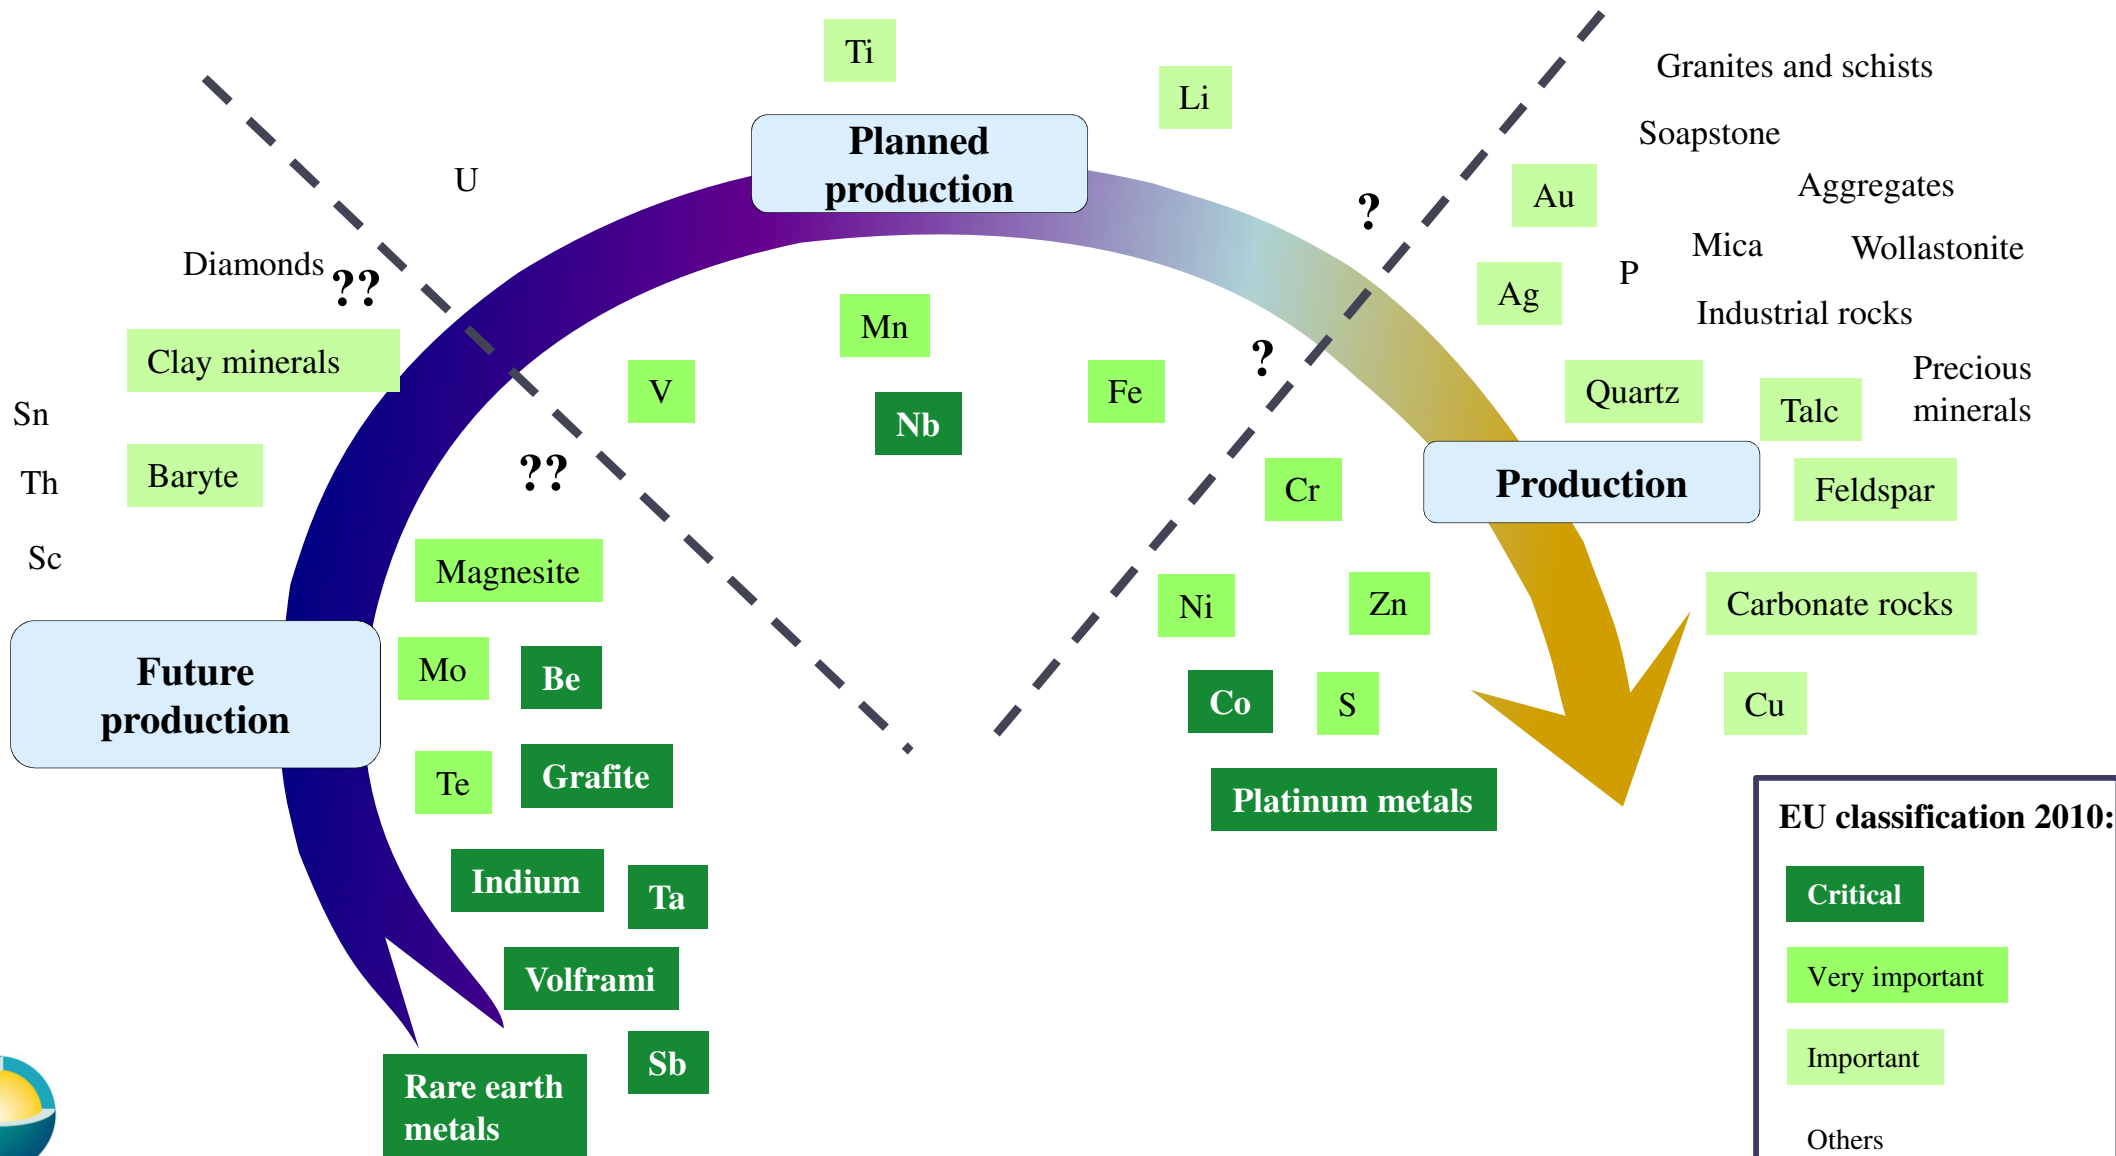 Ti
Li
Granites and schists
Soapstone
Planned
production
U
Au
Aggregates
?
Mica
Wollastonite
P
Diamonds
??
Ag
Industrial rocks
Mn
Clay minerals
?
V
Fe
Quartz
Talc
Precious
minerals
Sn
Nb
Th
Baryte
??
Cr
Production
Feldspar
Sc
Magnesite
Ni
Zn
Carbonate rocks
Future
production
Mo
Be
Co
S
Cu
Te
Grafite
Platinum metals
EU classification 2010:
Indium
Ta
Critical
Volframi
Very important
Sb
Important
Rare earth
metals
Others